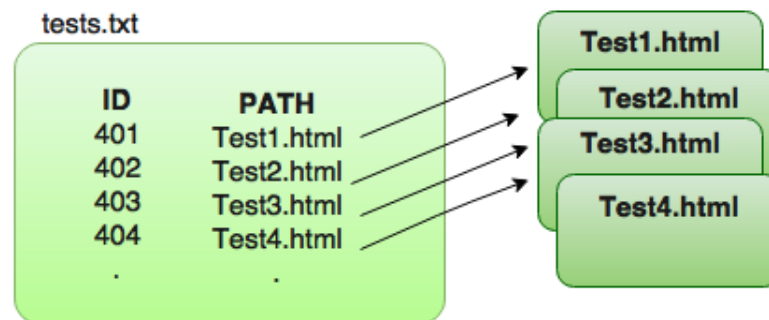 tests.txt
ID PATH
401 Test1.html
402 Test2.html
403 Test3.html
404 Test4.html
. .
Test1.html
Test2.html
Test3.html
Test4.html